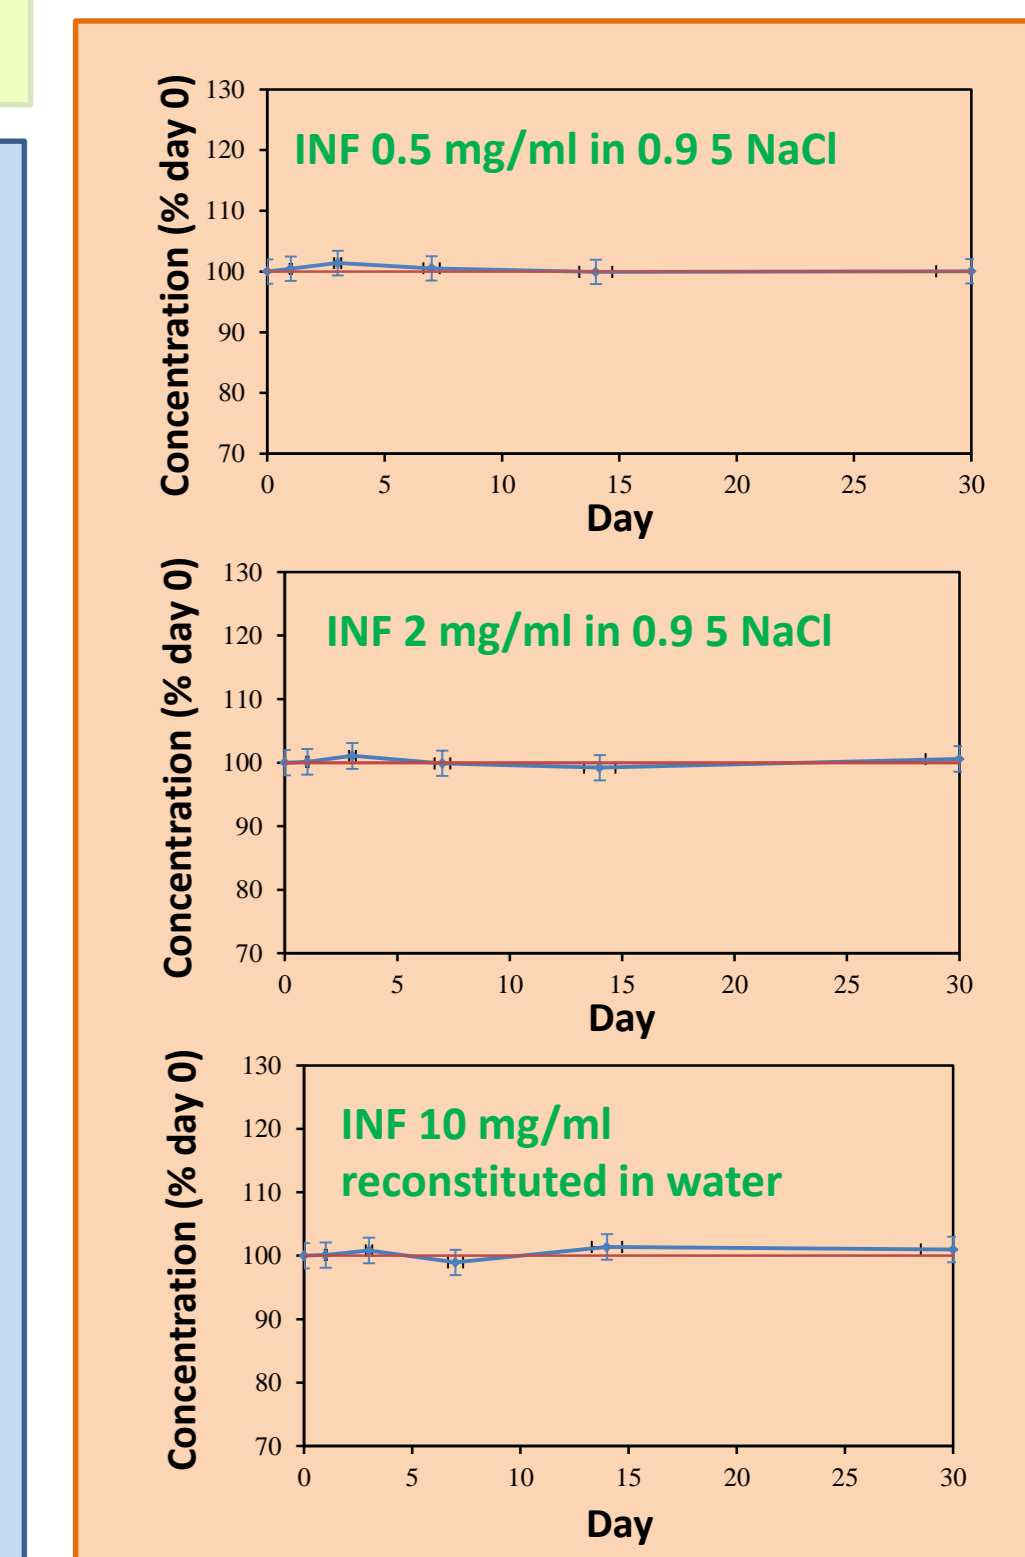 Concentration (% day 0)
130
120
110
100
90
80
70
INF 0.5 mg/ml in 0.9 5 NaCl
0 5 10 15 20 25 30
Day
Concentration (% day 0)
130
120
110
100
90
80
70
INF 2 mg/ml in 0.9 5 NaCl
0 5 10 15 20 25 30
Day
Concentration (% day 0)
130
120
110
100
90
80
70
INF 10 mg/ml
reconstituted in water
0 5 10 15 20 25 30
Day